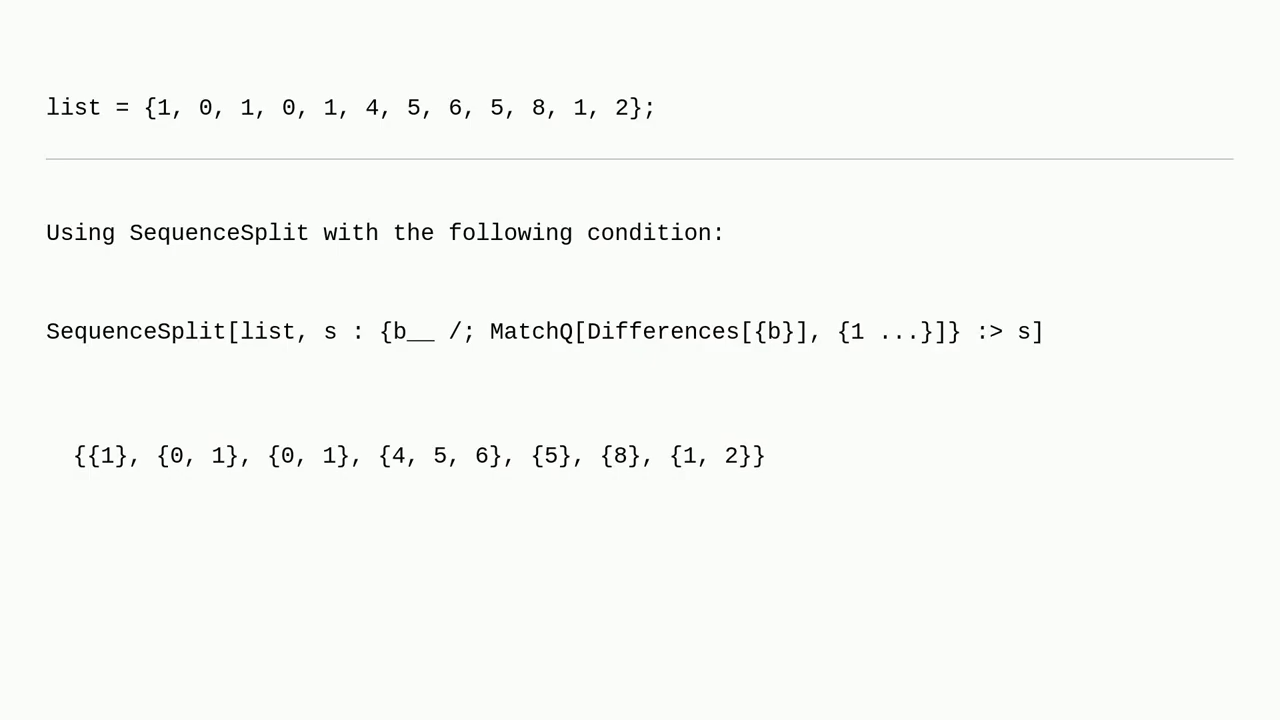 list = {1, 0, 1, 0, 1, 4, 5, 6, 5, 8, 1, 2};
Using SequenceSplit with the following condition:
SequenceSplit[list, s : {b__ /; MatchQ[Differences[{b}], {1 ...}]} :> s]
{{1}, {0, 1}, {0, 1}, {4, 5, 6}, {5}, {8}, {1, 2}}